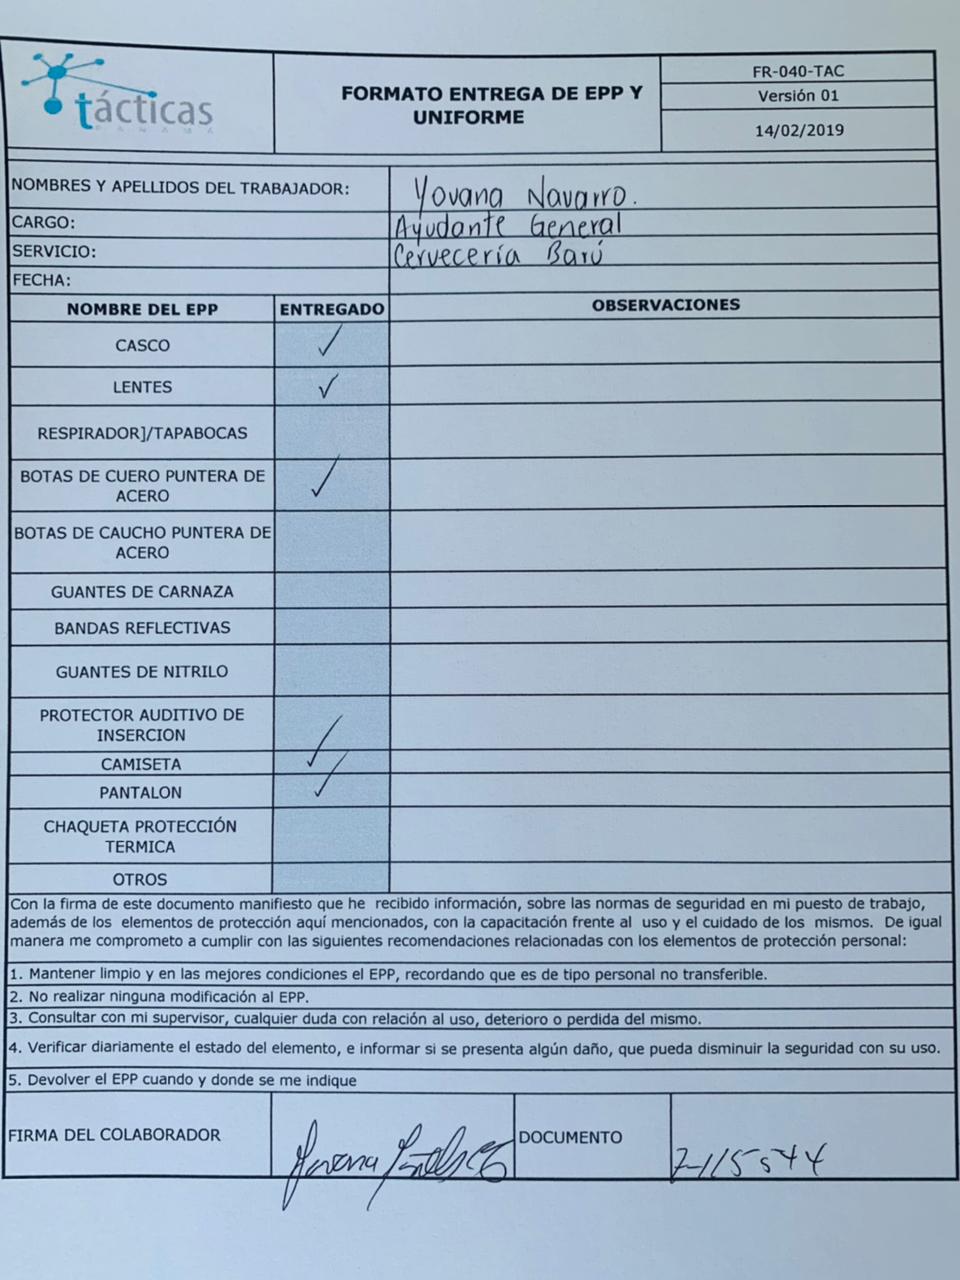 tácticas
PANAMÁ
FORMATO ENTREGA DE EPP Y
UNIFORME
FR-040-TAC
Versión 01
14/02/2019
NOMBRES Y APELLIDOS DEL TRABAJADOR: Yovana Navarro.
CARGO: Ayudante General
SERVICIO: Cervecería Barú
FECHA:
NOMBRE DEL EPP ENTREGADO OBSERVACIONES
CASCO ✓
LENTES ✓
RESPIRADOR]/TAPABOCAS
BOTAS DE CUERO PUNTERA DE
ACERO ✓
BOTAS DE CAUCHO PUNTERA DE
ACERO
GUANTES DE CARNAZA
BANDAS REFLECTIVAS
GUANTES DE NITRILO
PROTECTOR AUDITIVO DE
INSERCION
CAMISETA ✓
PANTALON ✓
CHAQUETA PROTECCIÓN
TERMICA
OTROS
Con la firma de este documento manifiesto que he recibido información, sobre las normas de seguridad en mi puesto de trabajo,
además de los elementos de protección aquí mencionados, con la capacitación frente al uso y el cuidado de los mismos. De igual
manera me comprometo a cumplir con las siguientes recomendaciones relacionadas con los elementos de protección personal:
1. Mantener limpio y en las mejores condiciones el EPP, recordando que es de tipo personal no transferible.
2. No realizar ninguna modificación al EPP.
3. Consultar con mi supervisor, cualquier duda con relación al uso, deterioro o perdida del mismo.
4. Verificar diariamente el estado del elemento, e informar si se presenta algún daño, que pueda disminuir la seguridad con su uso.
5. Devolver el EPP cuando y donde se me indique
FIRMA DEL COLABORADOR DOCUMENTO